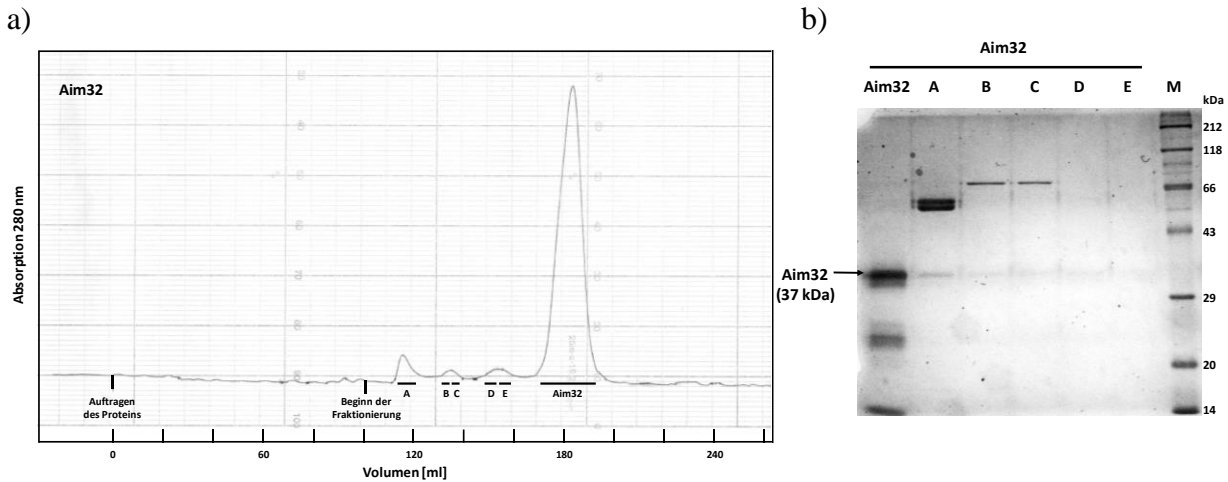 a)
Aim32
Absorption 280 nm
Auftragen
des Proteins
Beginn der
Fraktionierung
A
B C
D E
Aim32
0 60 120 180 240
Volumen [ml]
b)
Aim32
Aim32 A B C D E M
kDa
212
118
66
43
29
20
14
Aim32
(37 kDa)